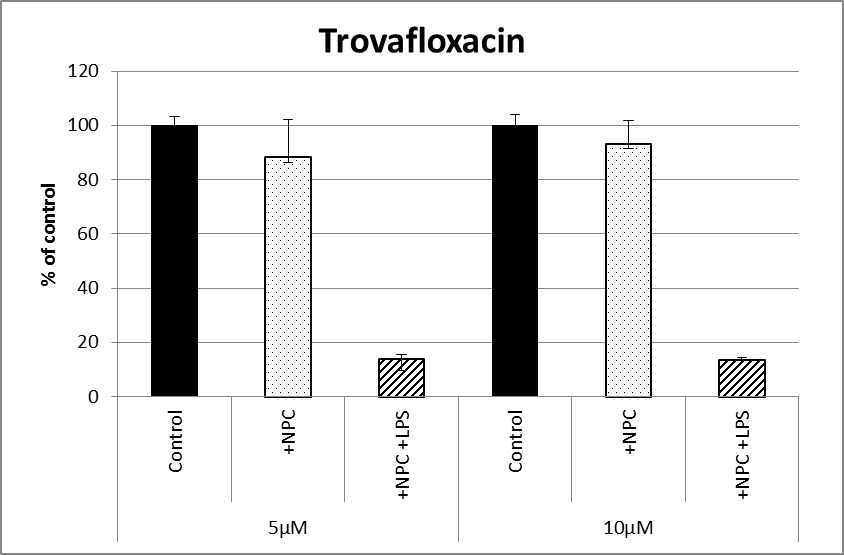 Trovafloxacin
120
100
80
60
40
20
0
% of control
Control
+NPC
+NPC +LPS
Control
+NPC
+NPC +LPS
5µM
10µM